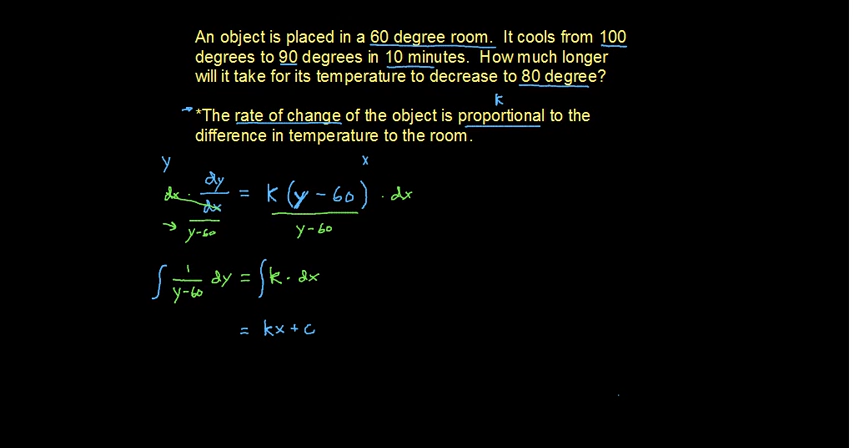 An object is placed in a 60 degree room. It cools from 100
degrees to 90 degrees in 10 minutes. How much longer
will it take for its temperature to decrease to 80 degree?
k
*The rate of change of the object is proportional to the
difference in temperature to the room.
y x
dx · dy/dx = k (y - 60) · dx
→ y-60 y-60
∫ 1/(y-60) dy = ∫ k · dx
= kx + c